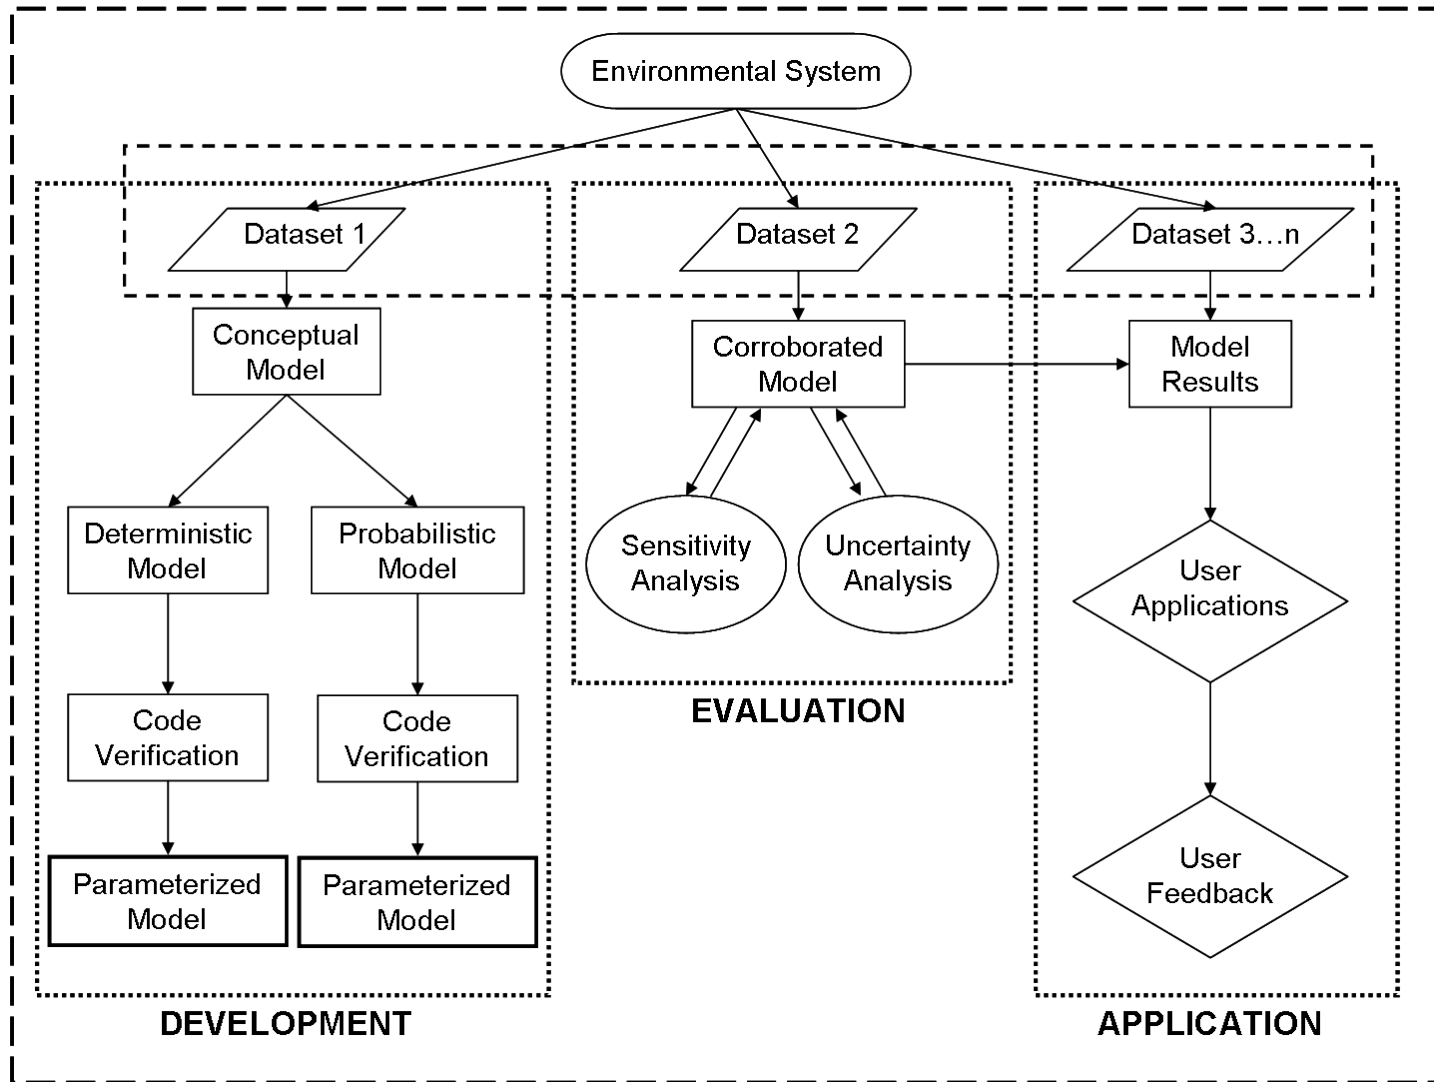 Environmental System
Dataset 1
Dataset 2
Dataset 3...n
Conceptual
Model
Corroborated
Model
Model
Results
Deterministic
Model
Probabilistic
Model
Sensitivity
Analysis
Uncertainty
Analysis
User
Applications
Code
Verification
Code
Verification
EVALUATION
Parameterized
Model
Parameterized
Model
User
Feedback
DEVELOPMENT
APPLICATION